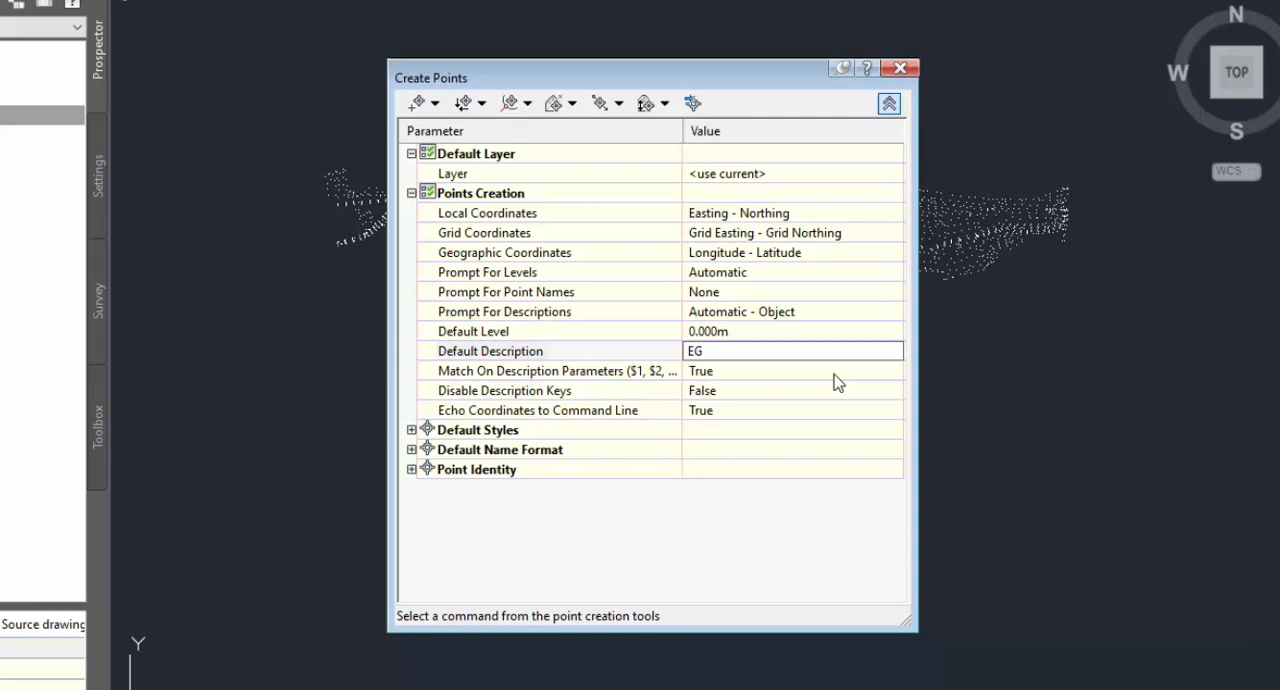 N
W
TOP
S
WCS
Prospector
Settings
Survey
Toolbox
Source drawing
Y
Create Points
?
Parameter Value
Default Layer
Layer <use current>
Points Creation
Local Coordinates Easting - Northing
Grid Coordinates Grid Easting - Grid Northing
Geographic Coordinates Longitude - Latitude
Prompt For Levels Automatic
Prompt For Point Names None
Prompt For Descriptions Automatic - Object
Default Level 0.000m
Default Description EG
Match On Description Parameters ($1, $2, ... True
Disable Description Keys False
Echo Coordinates to Command Line True
Default Styles
Default Name Format
Point Identity
Select a command from the point creation tools